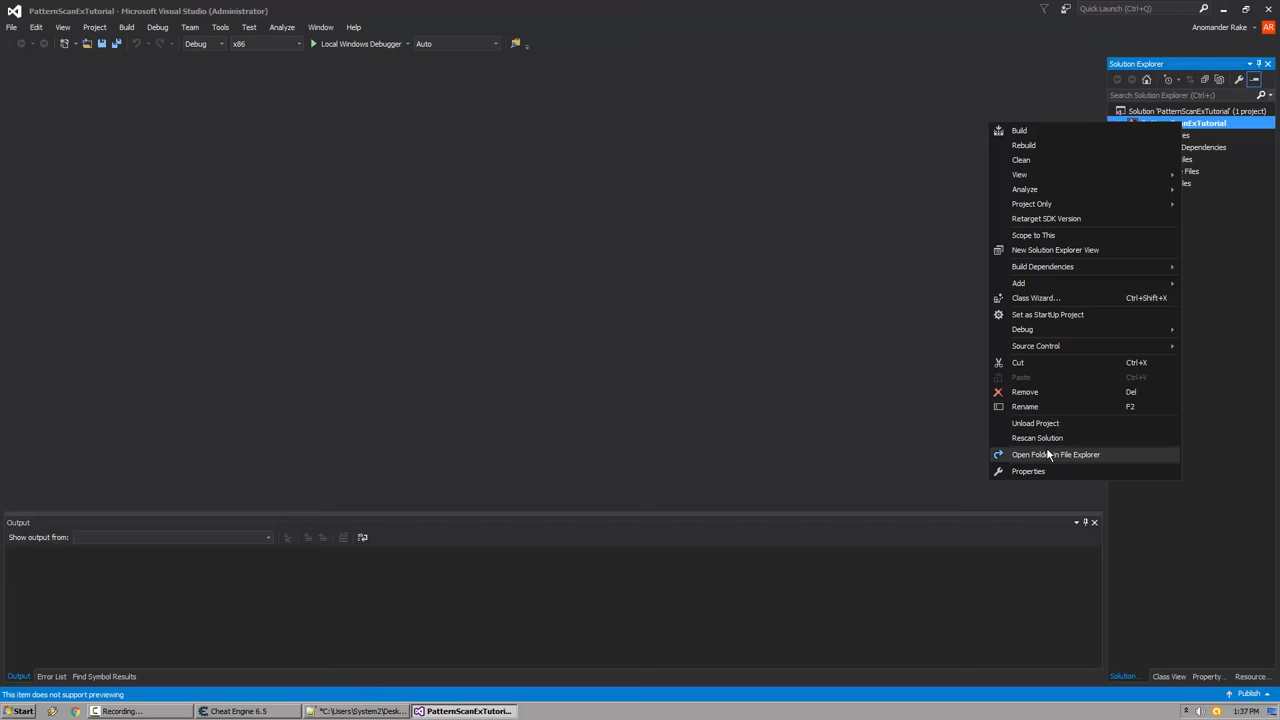 PatternScanExTutorial - Microsoft Visual Studio (Administrator)
Quick Launch (Ctrl+Q)
File Edit View Project Build Debug Team Tools Test Analyze Window Help
Anomander Rake AR
Debug x86 Local Windows Debugger Auto
Solution Explorer
Search Solution Explorer (Ctrl+;)
Solution 'PatternScanExTutorial' (1 project)
ScanExTutorial
Build
Rebuild
Dependencies
Clean
View
Files
Analyze
Project Only
Retarget SDK Version
Scope to This
New Solution Explorer View
Build Dependencies
Add
Class Wizard... Ctrl+Shift+X
Set as StartUp Project
Debug
Source Control
Cut Ctrl+X
Paste Ctrl+V
Remove Del
Rename F2
Unload Project
Rescan Solution
Open Folder in File Explorer
Properties
Output
Show output from:
Output Error List Find Symbol Results
Solution... Class View Property... Resource...
This item does not support previewing
Publish
Start Recording... Cheat Engine 6.5 *C:\Users\System2\Desk... PatternScanExTutori... 1:37 PM